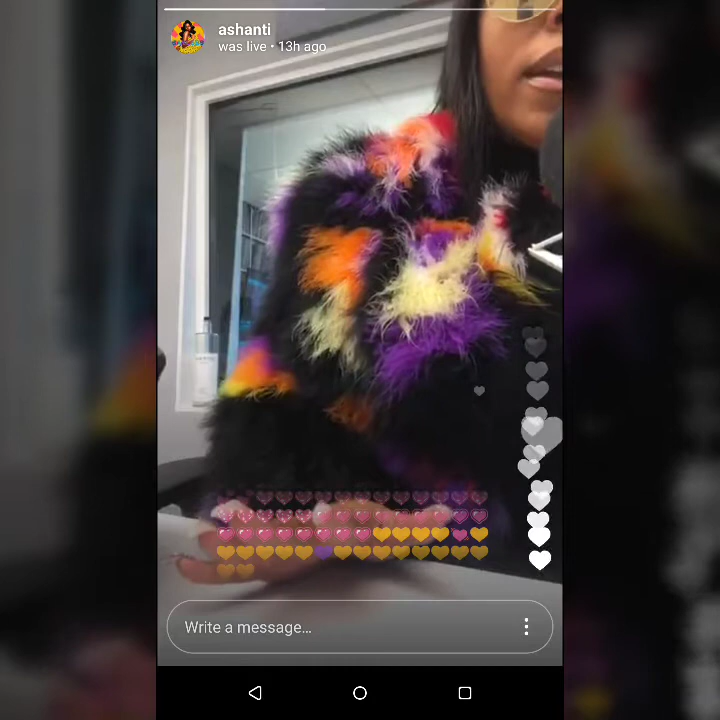 ashanti
was live • 13h ago
Write a message...